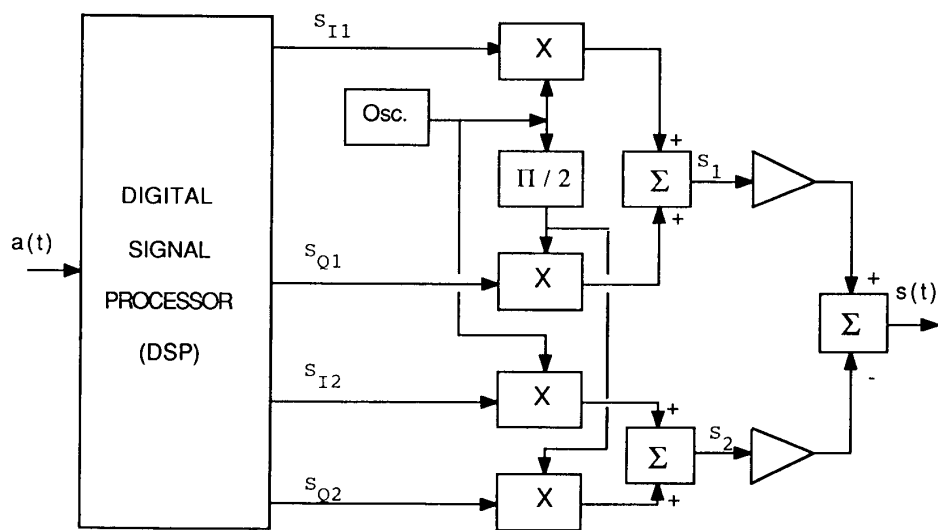 S_I1
X
Osc.
+
Π / 2
Σ
S_1
+
DIGITAL
SIGNAL
PROCESSOR
(DSP)
a(t)
S_Q1
X
+
s(t)
Σ
-
S_I2
X
+
Σ
S_2
+
S_Q2
X